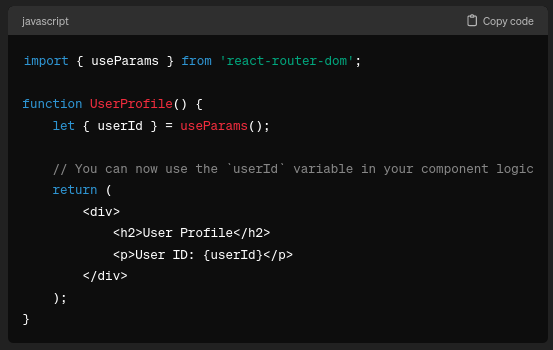 javascript
Copy code
import { useParams } from 'react-router-dom';
function UserProfile() {
let { userId } = useParams();
// You can now use the `userId` variable in your component logic
return (
<div>
<h2>User Profile</h2>
<p>User ID: {userId}</p>
</div>
);
}